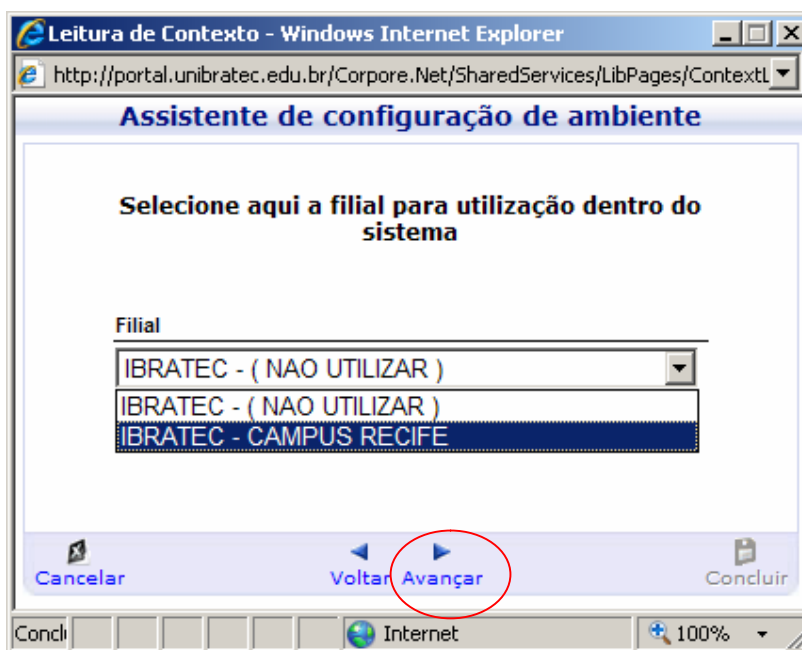 Leitura de Contexto - Windows Internet Explorer
http://portal.unibratec.edu.br/Corpore.Net/SharedServices/LibPages/ContextL
Assistente de configuração de ambiente
Selecione aqui a filial para utilização dentro do
sistema
Filial
IBRATEC - ( NAO UTILIZAR )
IBRATEC - ( NAO UTILIZAR )
IBRATEC - CAMPUS RECIFE
Cancelar Voltar Avançar Concluir
Conclu Internet 100%